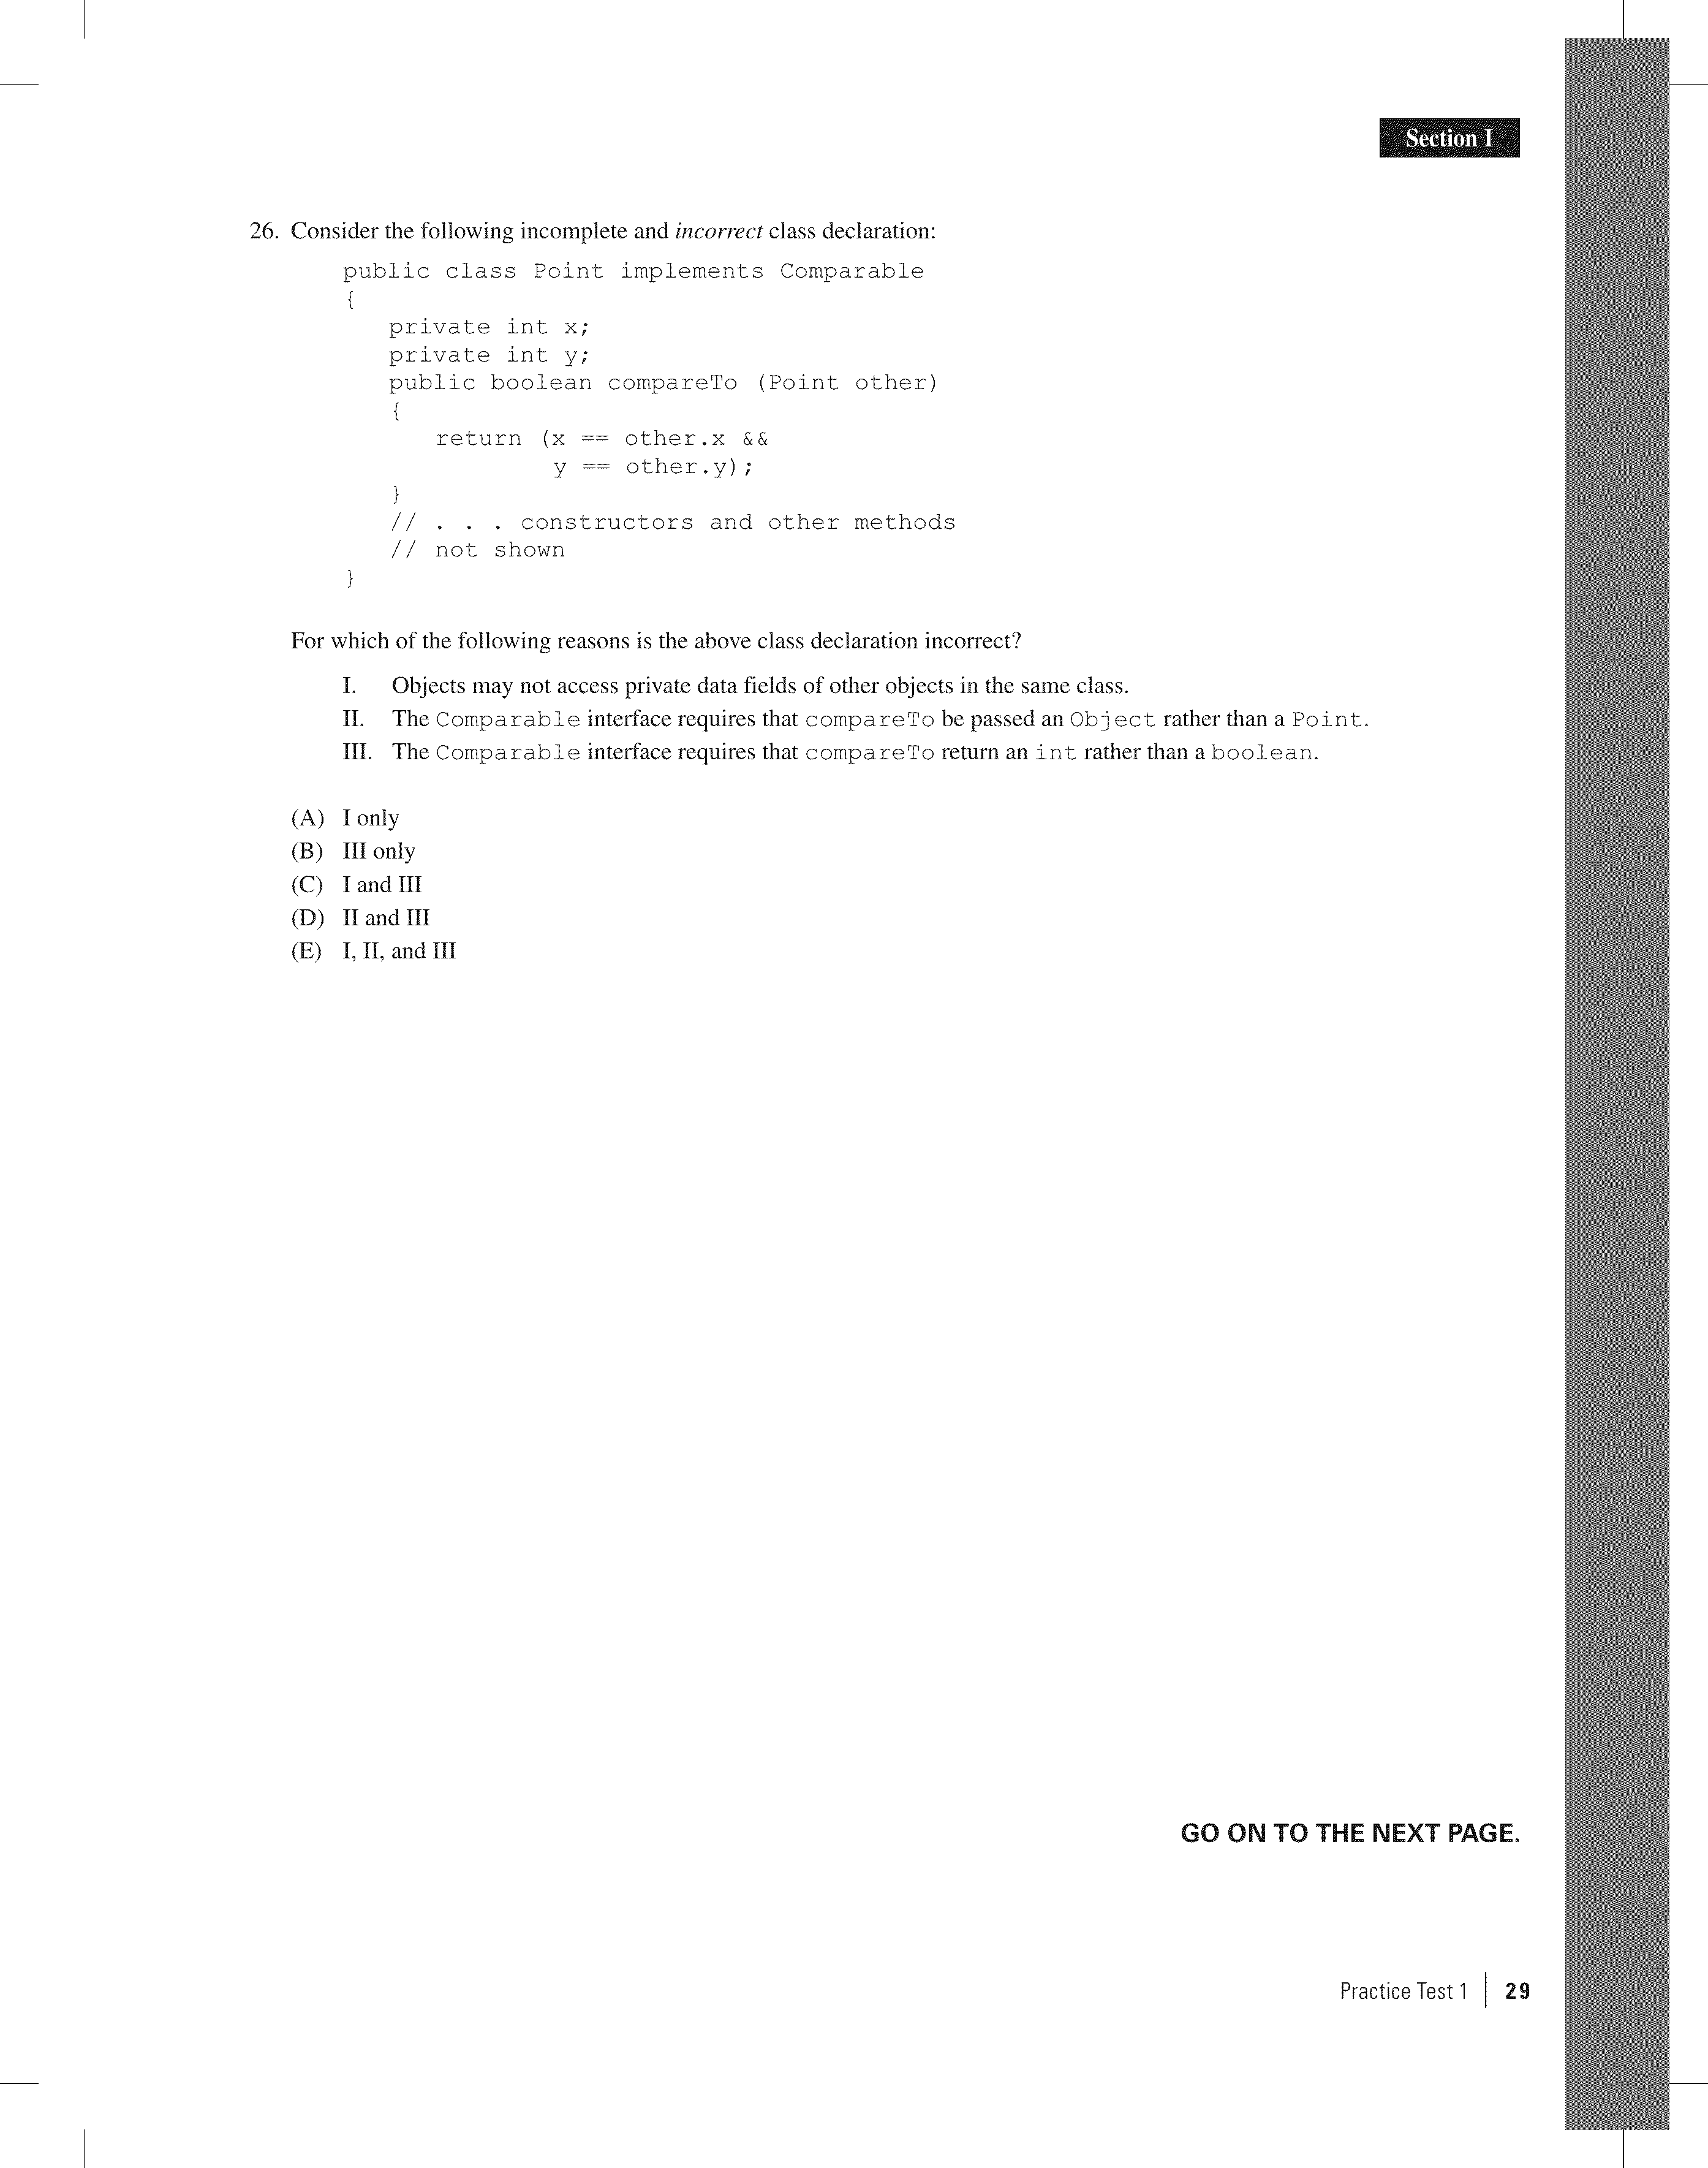 Section I
26. Consider the following incomplete and incorrect class declaration:
public class Point implements Comparable
{
private int x;
private int y;
public boolean compareTo (Point other)
{
return (x == other.x &&
y == other.y);
}
// . . . constructors and other methods
// not shown
}
For which of the following reasons is the above class declaration incorrect?
I. Objects may not access private data fields of other objects in the same class.
II. The Comparable interface requires that compareTo be passed an Object rather than a Point.
III. The Comparable interface requires that compareTo return an int rather than a boolean.
(A) I only
(B) III only
(C) I and III
(D) II and III
(E) I, II, and III
GO ON TO THE NEXT PAGE.
Practice Test 1 | 29